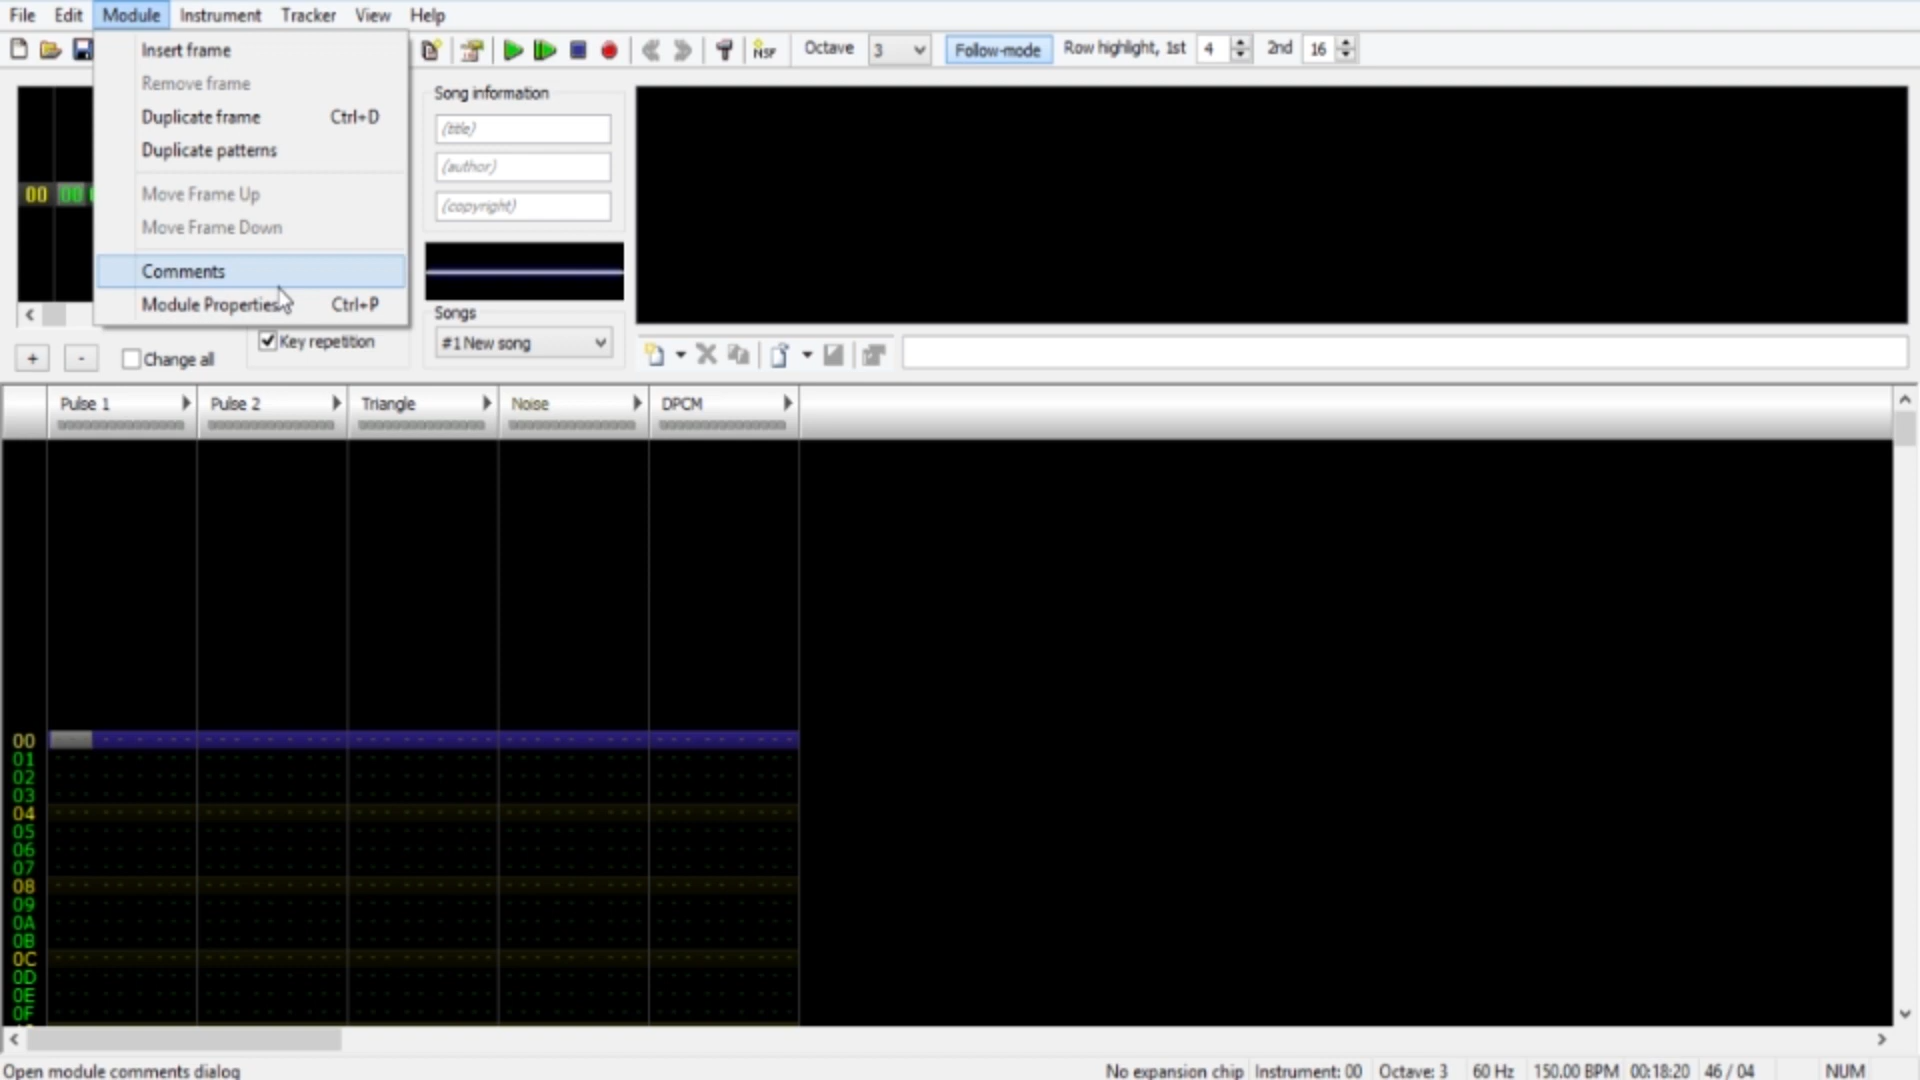 File Edit Module Instrument Tracker View Help
NSF Octave 3 Follow-mode Row highlight, 1st 4 2nd 16
Insert frame
Remove frame
Duplicate frame Ctrl+D
Duplicate patterns
Move Frame Up
Move Frame Down
Comments
Module Properties Ctrl+P
00 00
+ - Change all
Key repetition
Song information
(title)
(author)
(copyright)
Songs
#1 New song
Pulse 1 Pulse 2 Triangle Noise DPCM
00
01
02
03
04
05
06
07
08
09
0A
0B
0C
0D
0E
0F
Open module comments dialog No expansion chip Instrument: 00 Octave: 3 60 Hz 150.00 BPM 00:18:20 46 / 04 NUM